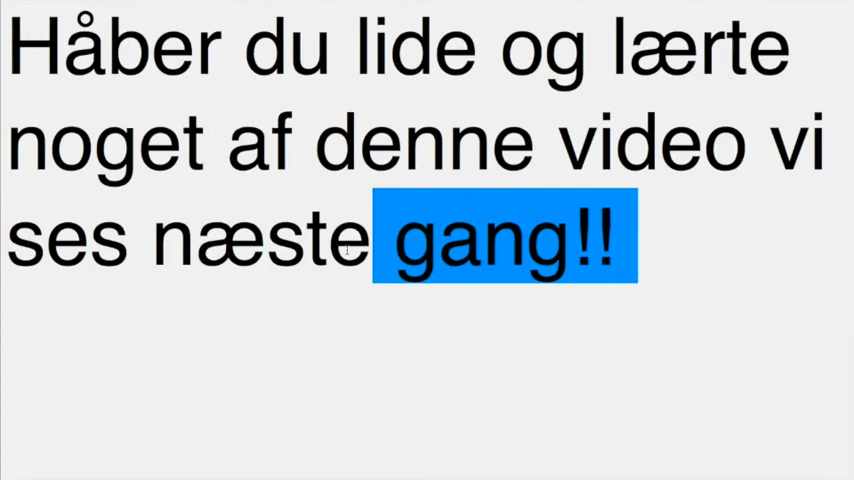 Håber du lide og lærte
noget af denne video vi
ses næste gang!!